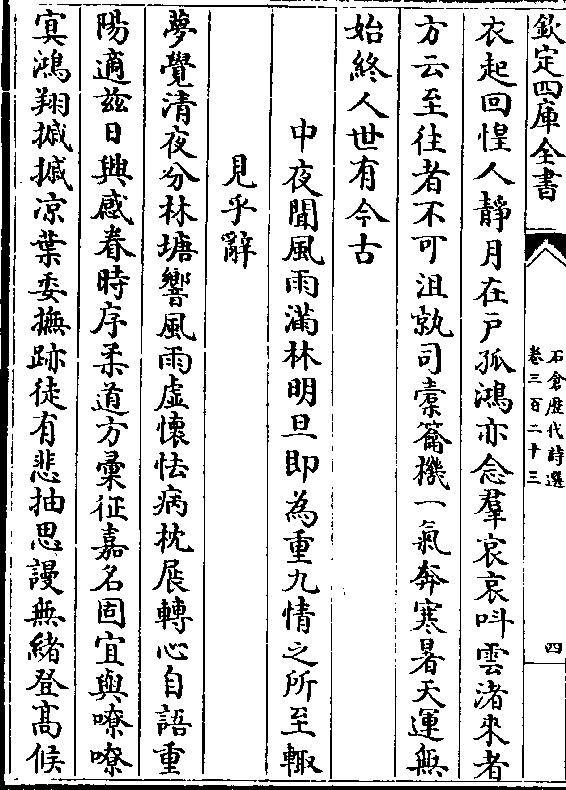 欽定四庫全書
石倉歷代詩選
卷三百二十三
四
衣起回惶人靜月在戶孤鴻亦念羣哀哀呌雲渚來者
方云至往者不可沮孰司橐籥機一氣奔寒暑天運無
始終人世有今古
中夜聞風雨滿林明旦即為重九情之所至輙
見乎辭
夢覺清夜分林塘響風雨虛懷怯病枕展轉心自語重
陽適兹日興感眷時序柔道方彙征嘉名固宜與嘹嘹
寘鴻翔摵摵凉葉委撫跡徒有悲抽思謾無緒登髙候